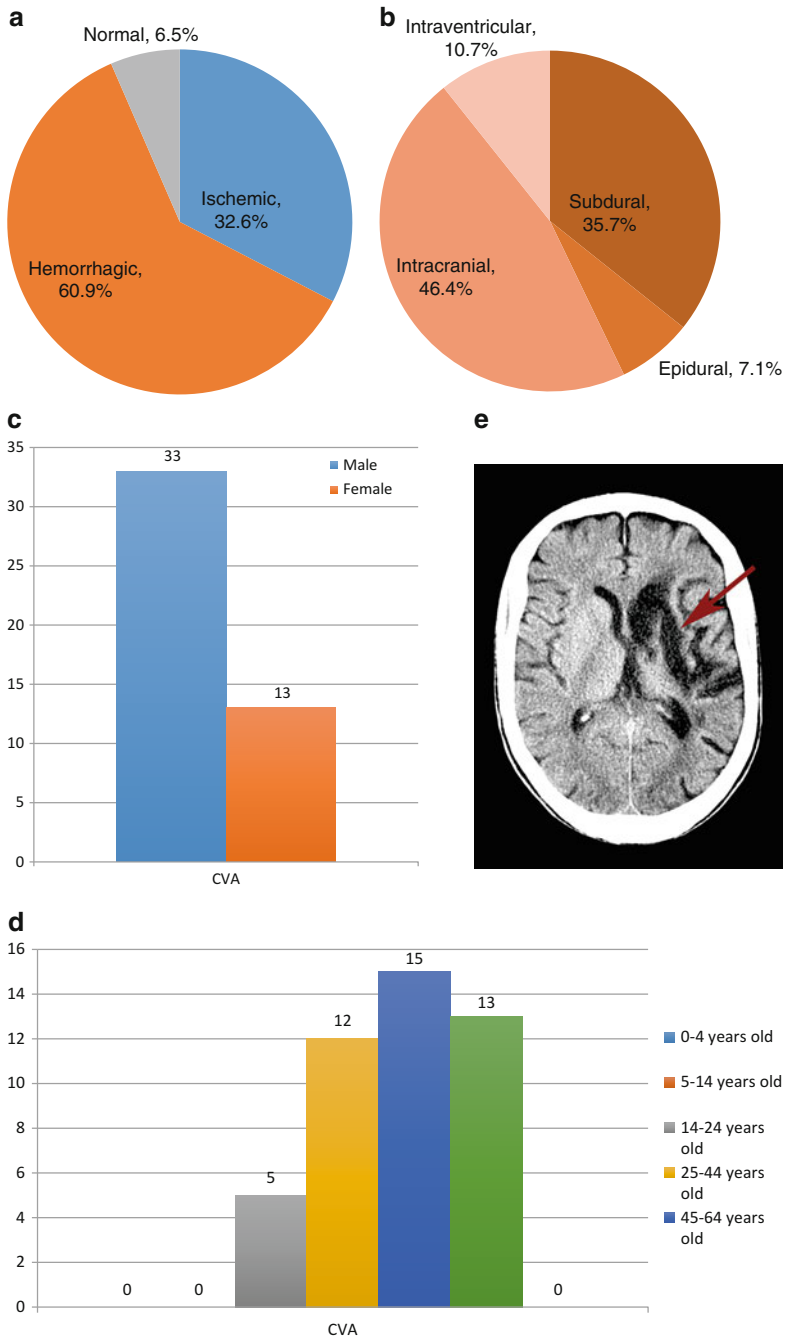 a
Normal, 6.5%
Ischemic,
32.6%
Hemorrhagic,
60.9%
b
Intraventricular,
10.7%
Subdural,
35.7%
Intracranial,
46.4%
Epidural, 7.1%
c
35
30
25
20
15
10
5
0
33
13
Male
Female
CVA
e
d
16
14
12
10
8
6
4
2
0
0
0
5
12
15
13
0
CVA
0-4 years old
5-14 years old
14-24 years
old
25-44 years
old
45-64 years
old